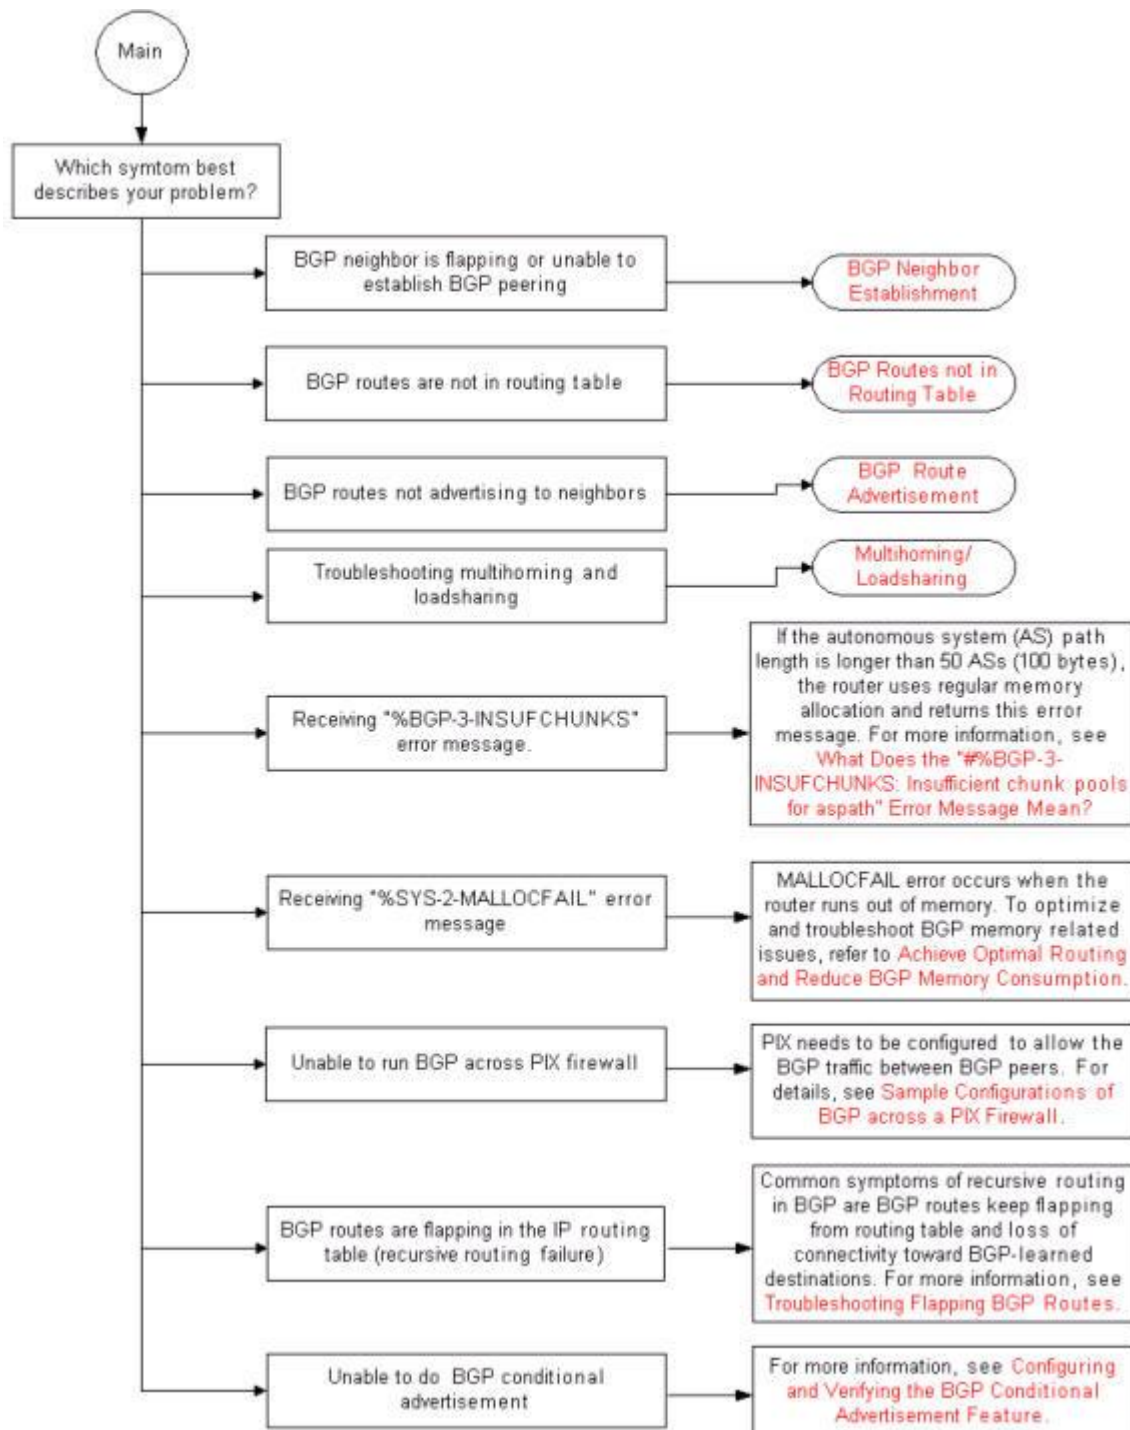 Main
Which symtom best
describes your problem?
BGP neighbor is flapping or unable to
establish BGP peering
BGP Neighbor
Establishment
BGP routes are not in routing table
BGP Routes not in
Routing Table
BGP routes not advertising to neighbors
BGP Route
Advertisement
Troubleshooting multihoming and
loadsharing
Multihoming/
Loadsharing
Receiving "%BGP-3-INSUFCHUNKS"
error message.
If the autonomous system (AS) path
length is longer than 50 ASs (100 bytes),
the router uses regular memory
allocation and returns this error
message. For more information, see
What Does the "#%BGP-3-
INSUFCHUNKS: Insufficient chunk pools
for aspath" Error Message Mean?
Receiving "%SYS-2-MALLOCFAIL" error
message
MALLOCFAIL error occurs when the
router runs out of memory. To optimize
and troubleshoot BGP memory related
issues, refer to Achieve Optimal Routing
and Reduce BGP Memory Consumption.
Unable to run BGP across PIX firewall
PIX needs to be configured to allow the
BGP traffic between BGP peers. For
details, see Sample Configurations of
BGP across a PIX Firewall.
BGP routes are flapping in the IP routing
table (recursive routing failure)
Common symptoms of recursive routing
in BGP are BGP routes keep flapping
from routing table and loss of
connectivity toward BGP-learned
destinations. For more information, see
Troubleshooting Flapping BGP Routes.
Unable to do BGP conditional
advertisement
For more information, see Configuring
and Verifying the BGP Conditional
Advertisement Feature.